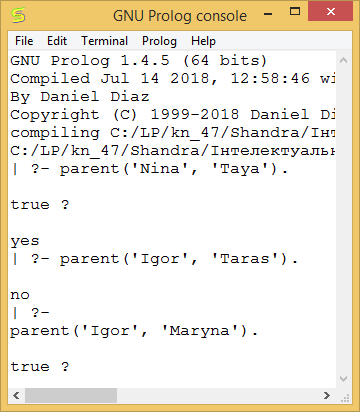 GNU Prolog console
File Edit Terminal Prolog Help
GNU Prolog 1.4.5 (64 bits)
Compiled Jul 14 2018, 12:58:46 wi
By Daniel Diaz
Copyright (C) 1999-2018 Daniel Di
compiling C:/LP/kn_47/Shandra/Інт
C:/LP/kn_47/Shandra/Інтелектуальн
| ?- parent('Nina', 'Taya').
true ?
yes
| ?- parent('Igor', 'Taras').
no
| ?-
parent('Igor', 'Maryna').
true ?